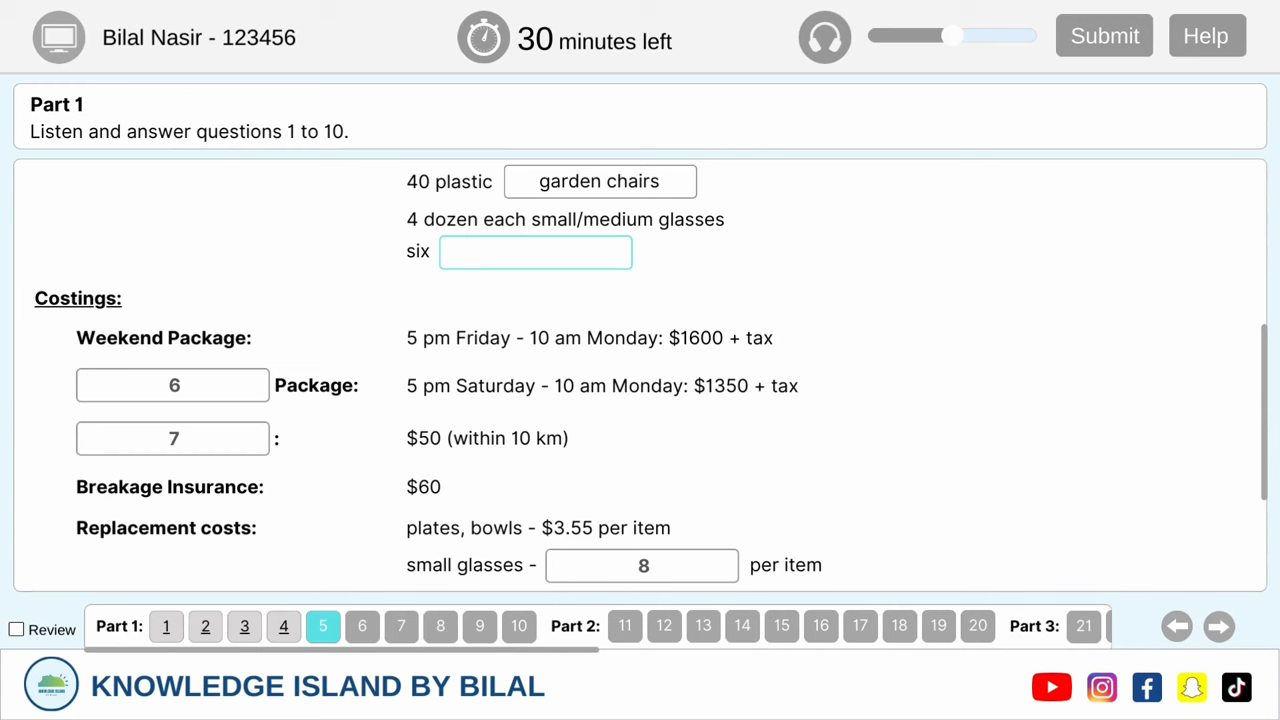 Bilal Nasir - 123456
30 minutes left
Submit
Help
Part 1
Listen and answer questions 1 to 10.
40 plastic garden chairs
4 dozen each small/medium glasses
six
Costings:
Weekend Package: 5 pm Friday - 10 am Monday: $1600 + tax
6 Package: 5 pm Saturday - 10 am Monday: $1350 + tax
7 : $50 (within 10 km)
Breakage Insurance: $60
Replacement costs: plates, bowls - $3.55 per item
small glasses - 8 per item
Review Part 1: 1 2 3 4 5 6 7 8 9 10 Part 2: 11 12 13 14 15 16 17 18 19 20 Part 3: 21
KNOWLEDGE ISLAND BY BILAL